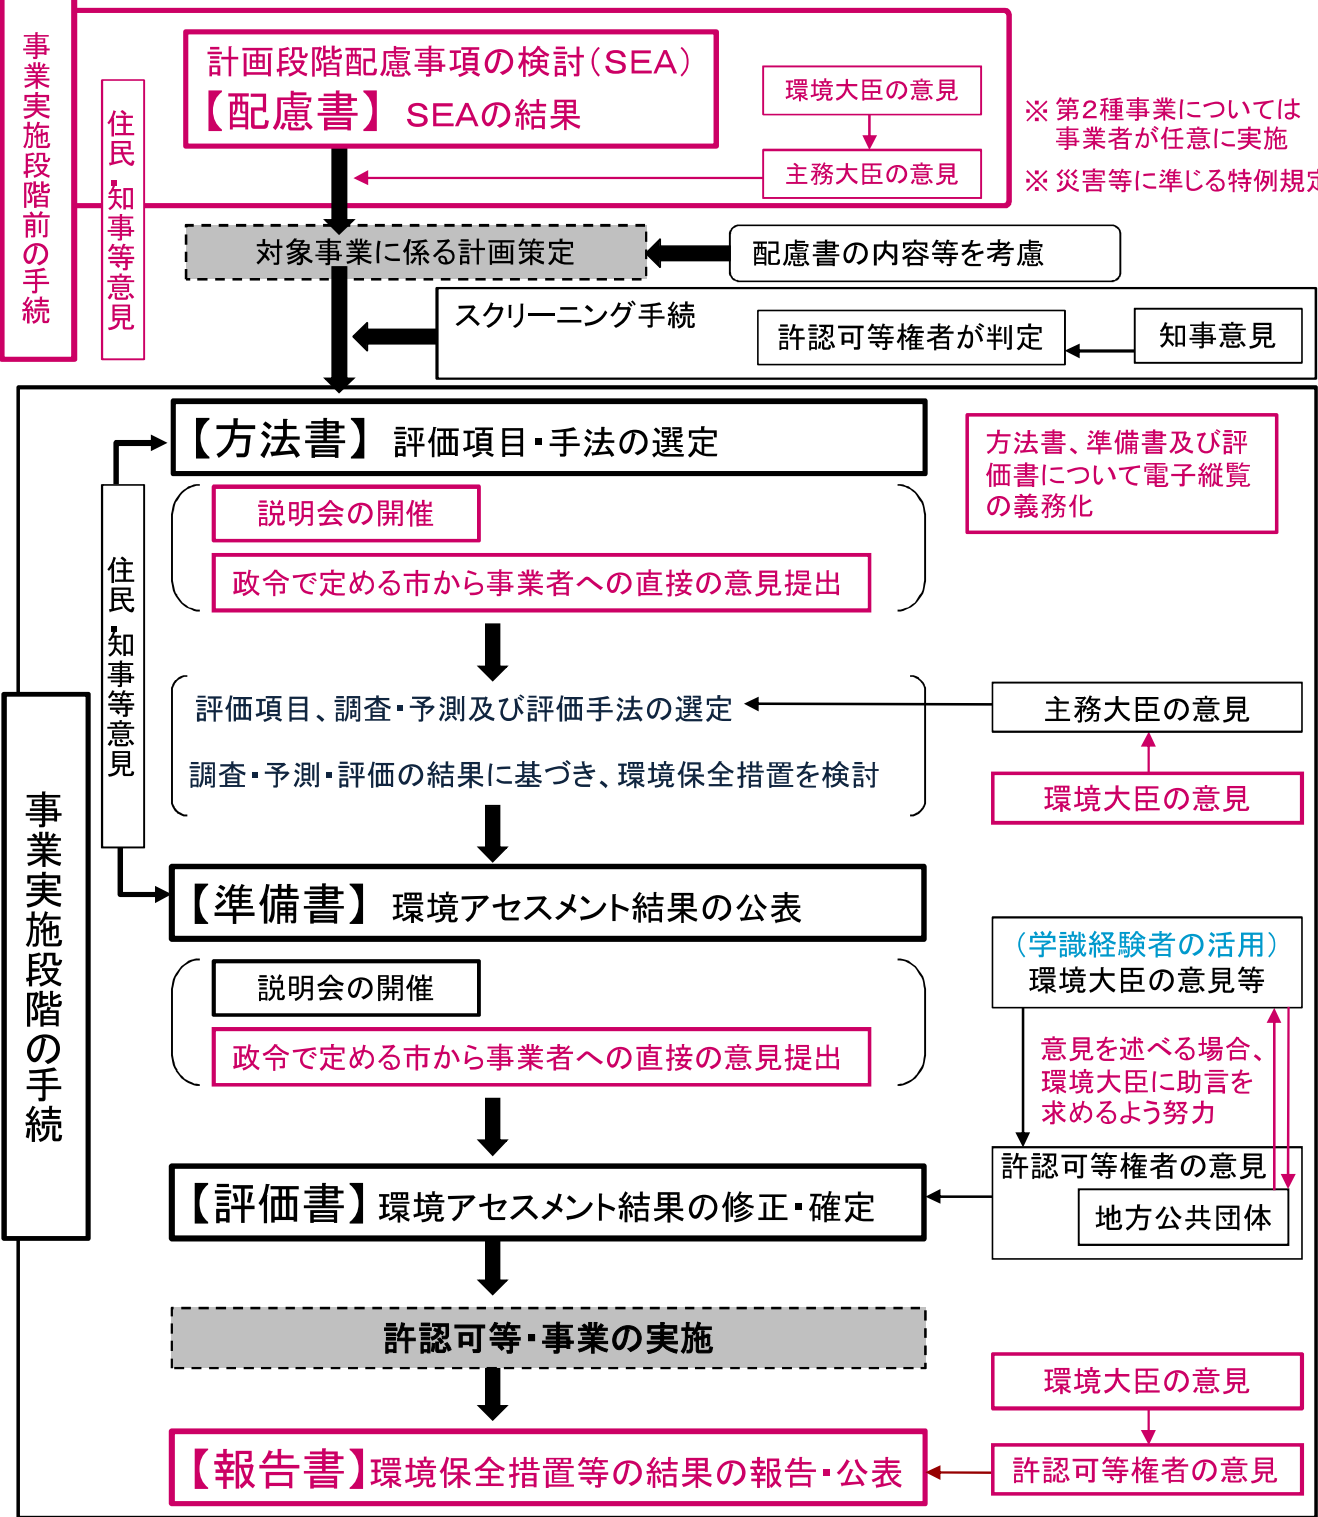 事業実施段階前の手続
住民・知事等意見
計画段階配慮事項の検討（ＳＥＡ）
【配慮書】 ＳＥＡの結果
環境大臣の意見
主務大臣の意見
※ 第２種事業については
事業者が任意に実施
※ 災害等に準じる特例規定
対象事業に係る計画策定
配慮書の内容等を考慮
スクリーニング手続
許認可等権者が判定
知事意見
事業実施段階の手続
住民・知事等意見
【方法書】 評価項目・手法の選定
方法書、準備書及び評
価書について電子縦覧
の義務化
説明会の開催
政令で定める市から事業者への直接の意見提出
評価項目、調査・予測及び評価手法の選定
調査・予測・評価の結果に基づき、環境保全措置を検討
主務大臣の意見
環境大臣の意見
【準備書】 環境アセスメント結果の公表
説明会の開催
政令で定める市から事業者への直接の意見提出
（学識経験者の活用）
環境大臣の意見等
意見を述べる場合、
環境大臣に助言を
求めるよう努力
許認可等権者の意見
地方公共団体
【評価書】環境アセスメント結果の修正・確定
許認可等・事業の実施
環境大臣の意見
許認可等権者の意見
【報告書】環境保全措置等の結果の報告・公表